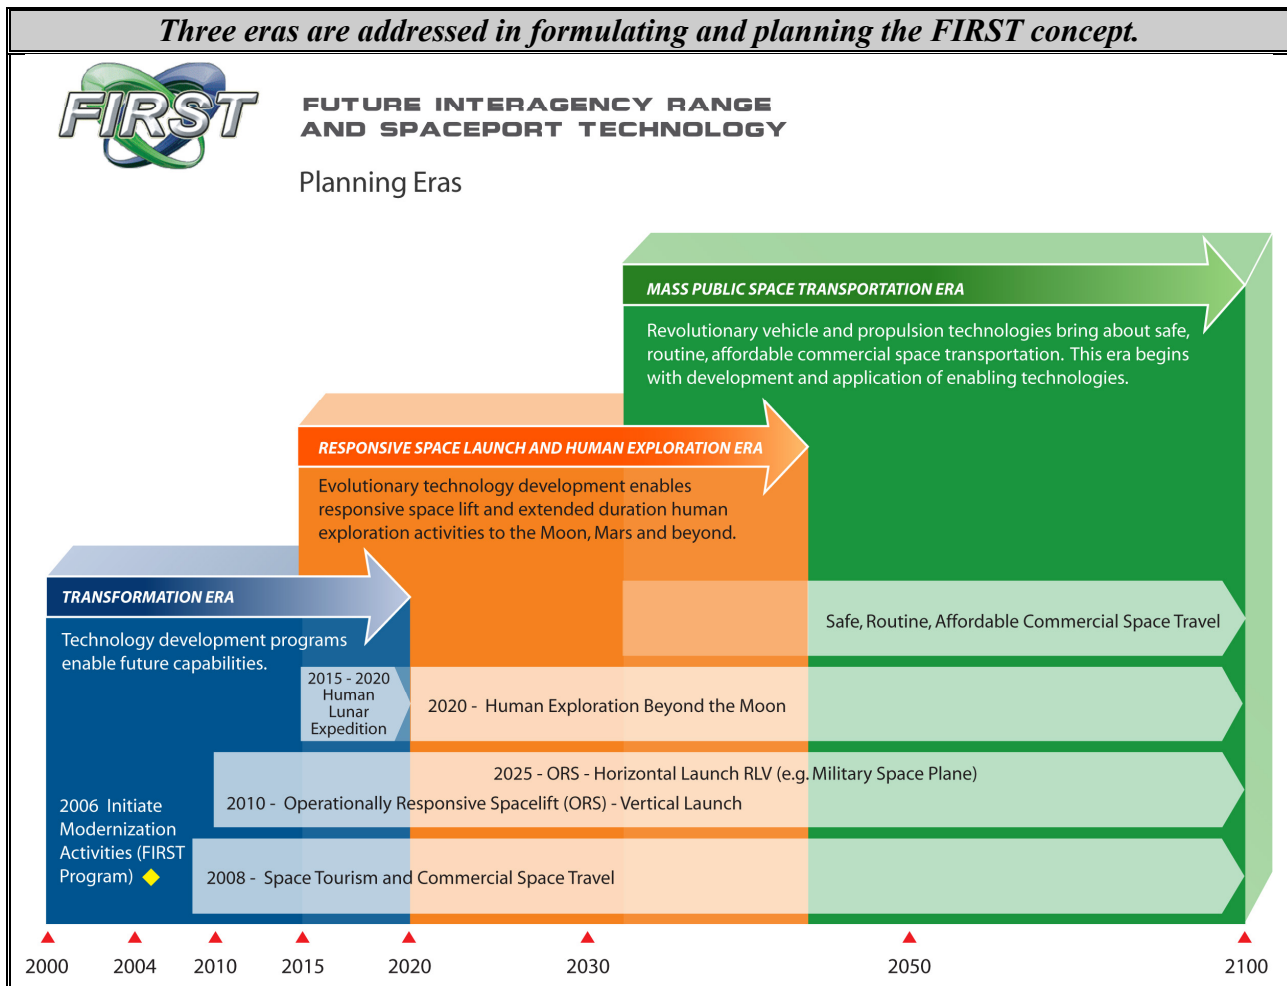 Three eras are addressed in formulating and planning the FIRST concept.
FIRST
FUTURE INTERAGENCY RANGE
AND SPACEPORT TECHNOLOGY
Planning Eras
MASS PUBLIC SPACE TRANSPORTATION ERA
Revolutionary vehicle and propulsion technologies bring about safe,
routine, affordable commercial space transportation. This era begins
with development and application of enabling technologies.
RESPONSIVE SPACE LAUNCH AND HUMAN EXPLORATION ERA
Evolutionary technology development enables
responsive space lift and extended duration human
exploration activities to the Moon, Mars and beyond.
TRANSFORMATION ERA
Technology development programs
enable future capabilities.
Safe, Routine, Affordable Commercial Space Travel
2015 - 2020
Human
Lunar
Expedition
2020 - Human Exploration Beyond the Moon
2025 - ORS - Horizontal Launch RLV (e.g. Military Space Plane)
2010 - Operationally Responsive Spacelift (ORS) - Vertical Launch
2006 Initiate
Modernization
Activities (FIRST
Program)
2008 - Space Tourism and Commercial Space Travel
2000 2004 2010 2015 2020 2030 2050 2100